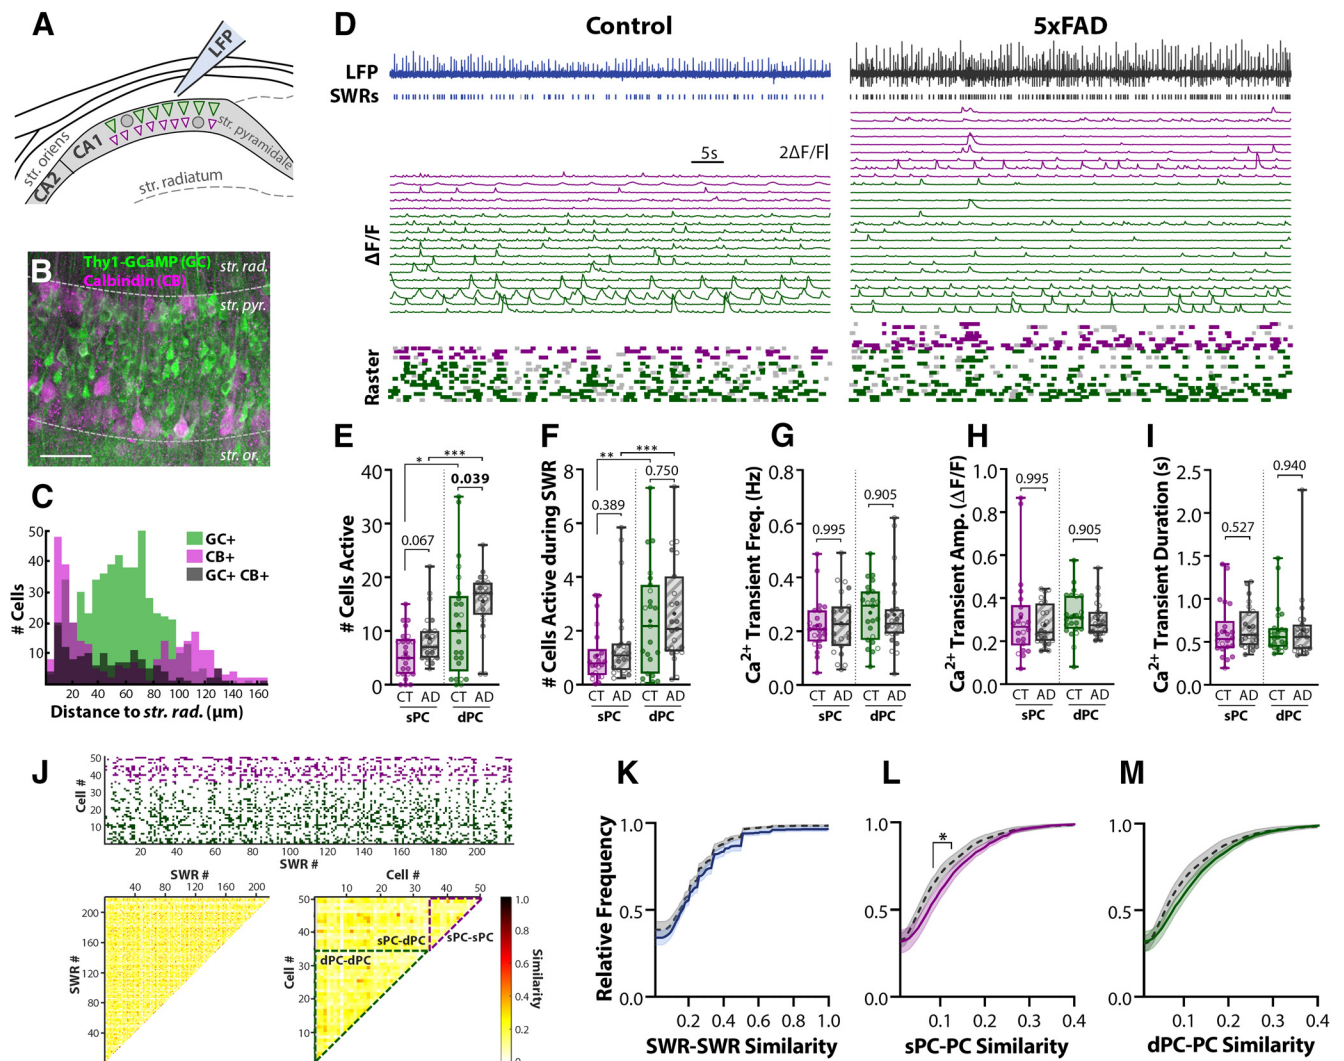 A
LFP
CA1
CA2
str. oriens
str. pyramidale
str. radiatum
B
Thy1-GCaMP (GC)
Calbindin (CB)
str. rad.
str. pyr.
str. or.
C
# Cells
50
40
30
20
10
GC+
CB+
GC+ CB+
20 40 60 80 100 120 140 160
Distance to str. rad. (µm)
D
Control
5xFAD
LFP
SWRs
5s
2ΔF/F
ΔF/F
Raster
E
# Cells Active
40
30
20
10
0
* ***
0.039
0.067
CT AD CT AD
sPC dPC
F
# Cells Active during SWR
8
6
4
2
0
** ***
0.750
0.389
CT AD CT AD
sPC dPC
G
Ca2+ Transient Freq. (Hz)
0.8
0.6
0.4
0.2
0.0
0.995
0.905
CT AD CT AD
sPC dPC
H
Ca2+ Transient Amp. (ΔF/F)
1.0
0.8
0.6
0.4
0.2
0.0
0.995
0.905
CT AD CT AD
sPC dPC
I
Ca2+ Transient Duration (s)
2.5
2.0
1.5
1.0
0.5
0.0
0.527
0.940
CT AD CT AD
sPC dPC
J
Cell #
50
40
30
20
10
20 40 60 80 100 120 140 160 180 200
SWR #
SWR #
40 80 120 160 200
SWR #
200
160
120
80
40
Cell #
10 20 30 40 50
Cell #
50
40
30
20
10
sPC-dPC
sPC-sPC
dPC-dPC
1.0
0.8
0.6
0.4
0.2
0
Similarity
K
Relative Frequency
1.0
0.5
0.0
0.2 0.4 0.6 0.8 1.0
SWR-SWR Similarity
L
1.0
0.5
0.0
*
0.1 0.2 0.3 0.4
sPC-PC Similarity
M
1.0
0.5
0.0
0.1 0.2 0.3 0.4
dPC-PC Similarity